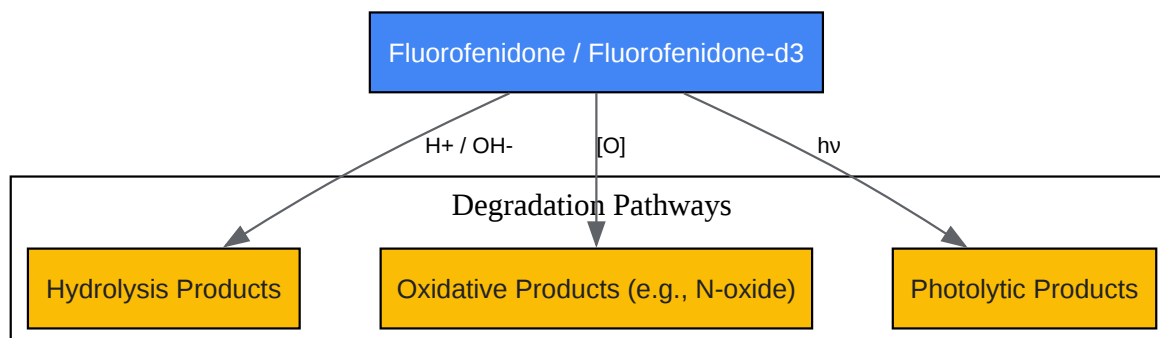 Fluorofenidone / Fluorofenidone-d3
H+ / OH-
[O]
hν
Degradation Pathways
Hydrolysis Products
Oxidative Products (e.g., N-oxide)
Photolytic Products